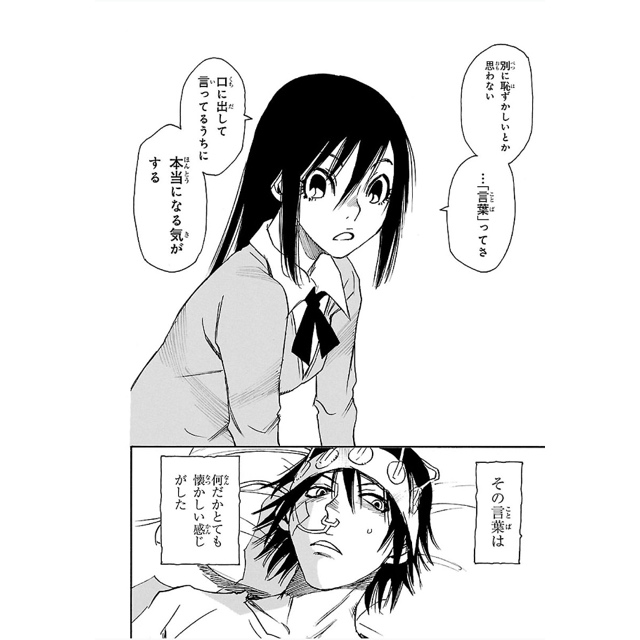 別に恥ずかしいとか
思わない
…「言葉」ってさ
口に出して
言ってるうちに
本当になる気が
する
その言葉は
何だかとても
懐かしい感じ
がした